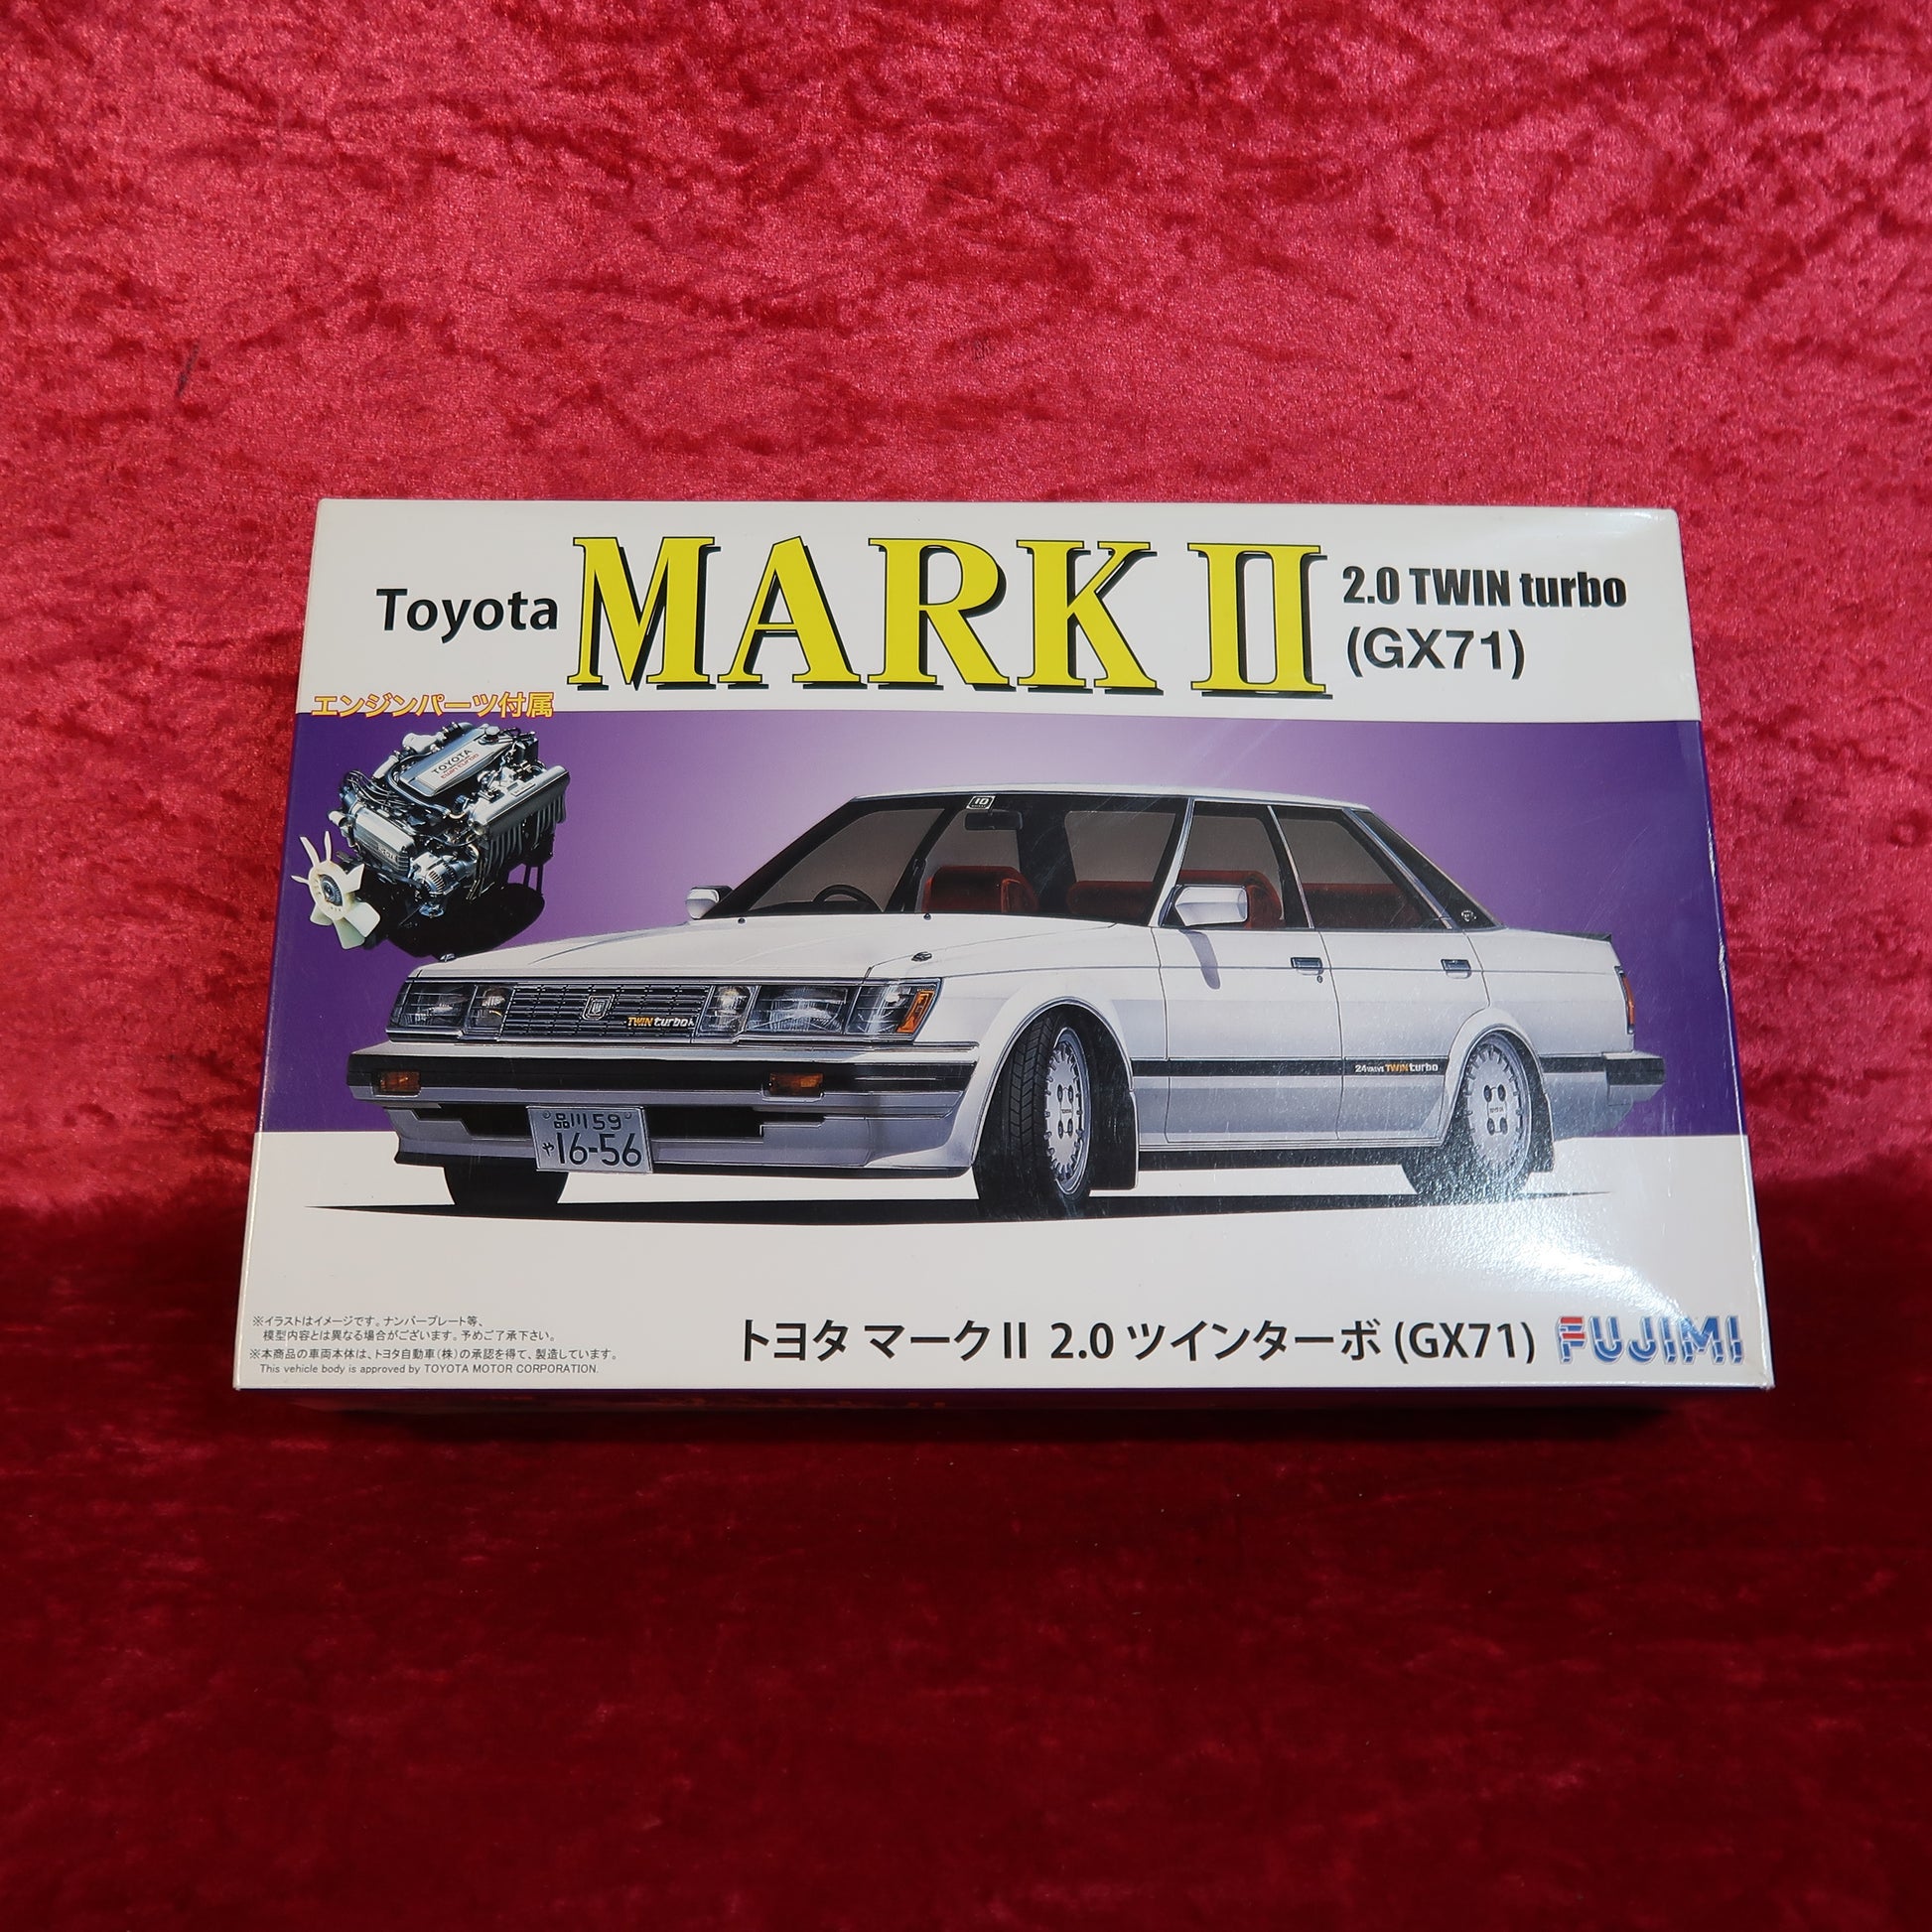 Toyota MARK II 2.0 TWIN turbo
(GX71)
エンジンパーツ付属
TOYOTA
TWIN turbo
24VALVE TWIN turbo
品川 59
や 16-56
※イラストはイメージです。ナンバープレート等、
模型内容とは異なる場合がございます。予めご了承下さい。
※本商品の車両本体は、トヨタ自動車(株)の承認を得て、製造しています。
This vehicle body is approved by TOYOTA MOTOR CORPORATION.
トヨタ マークII 2.0 ツインターボ (GX71)
FUJIMI